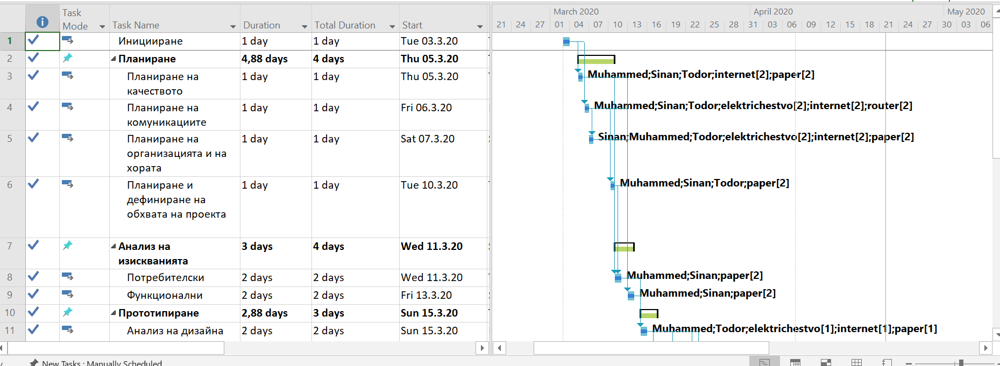 March 2020 April 2020 May 2020
Task Mode Task Name Duration Total Duration Start
21 24 27 01 04 07 10 13 16 19 22 25 28 31 03 06 09 12 15 18 21 24 27 30 03 06
1 Иницииране 1 day 1 day Tue 03.3.20
2 Планиране 4,88 days 4 days Thu 05.3.20
3 Планиране на 1 day 1 day Thu 05.3.20 Muhammed;Sinan;Todor;internet[2];paper[2]
качеството
4 Планиране на 1 day 1 day Fri 06.3.20 Muhammed;Sinan;Todor;elektrichestvo[2];internet[2];router[2]
комуникациите
5 Планиране на 1 day 1 day Sat 07.3.20 Sinan;Muhammed;Todor;elektrichestvo[2];internet[2];paper[2]
организацията и на
хората
6 Планиране и 1 day 1 day Tue 10.3.20 Muhammed;Sinan;Todor;paper[2]
дефиниране на
обхвата на проекта
7 Анализ на 3 days 4 days Wed 11.3.20
изискванията
8 Потребителски 2 days 2 days Wed 11.3.20 Muhammed;Sinan;paper[2]
9 Функционални 2 days 2 days Fri 13.3.20 Muhammed;Sinan;paper[2]
10 Прототипиране 2,88 days 3 days Sun 15.3.20
11 Анализ на дизайна 2 days 2 days Sun 15.3.20 Muhammed;Todor;elektrichestvo[1];internet[1];paper[1]
New Tasks : Manually Scheduled